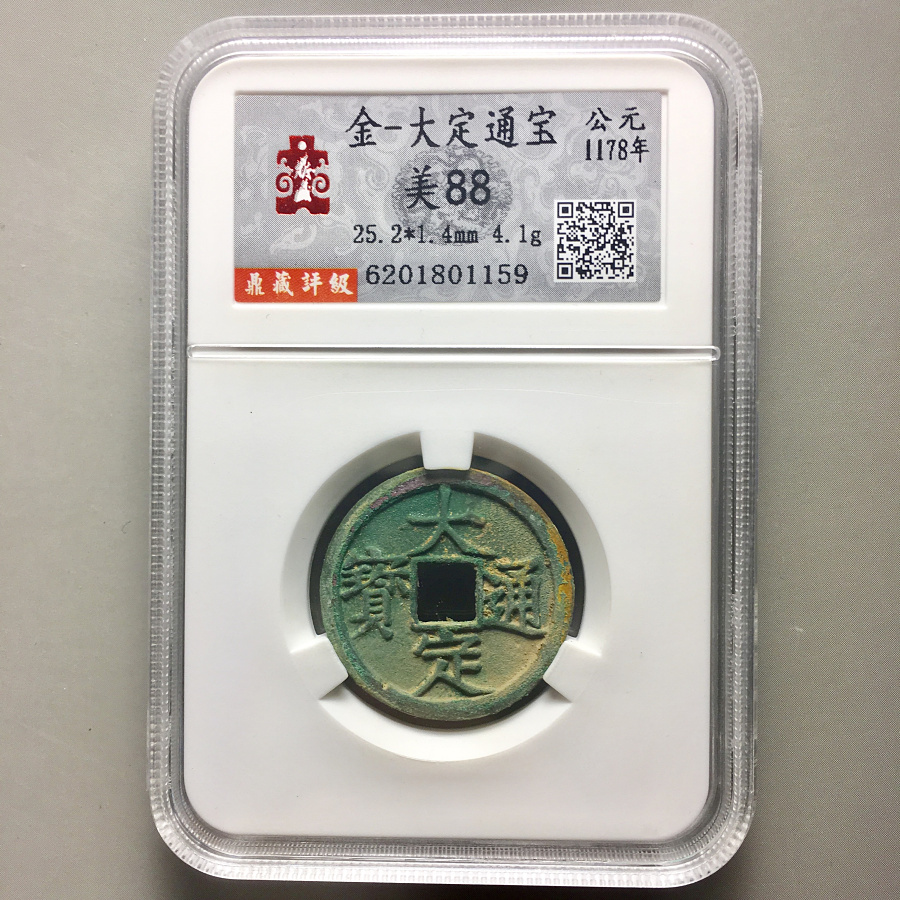 金-大定通宝
公元
1178年
美88
25.2*1.4mm 4.1g
鼎藏評級
6201801159
大定通寶